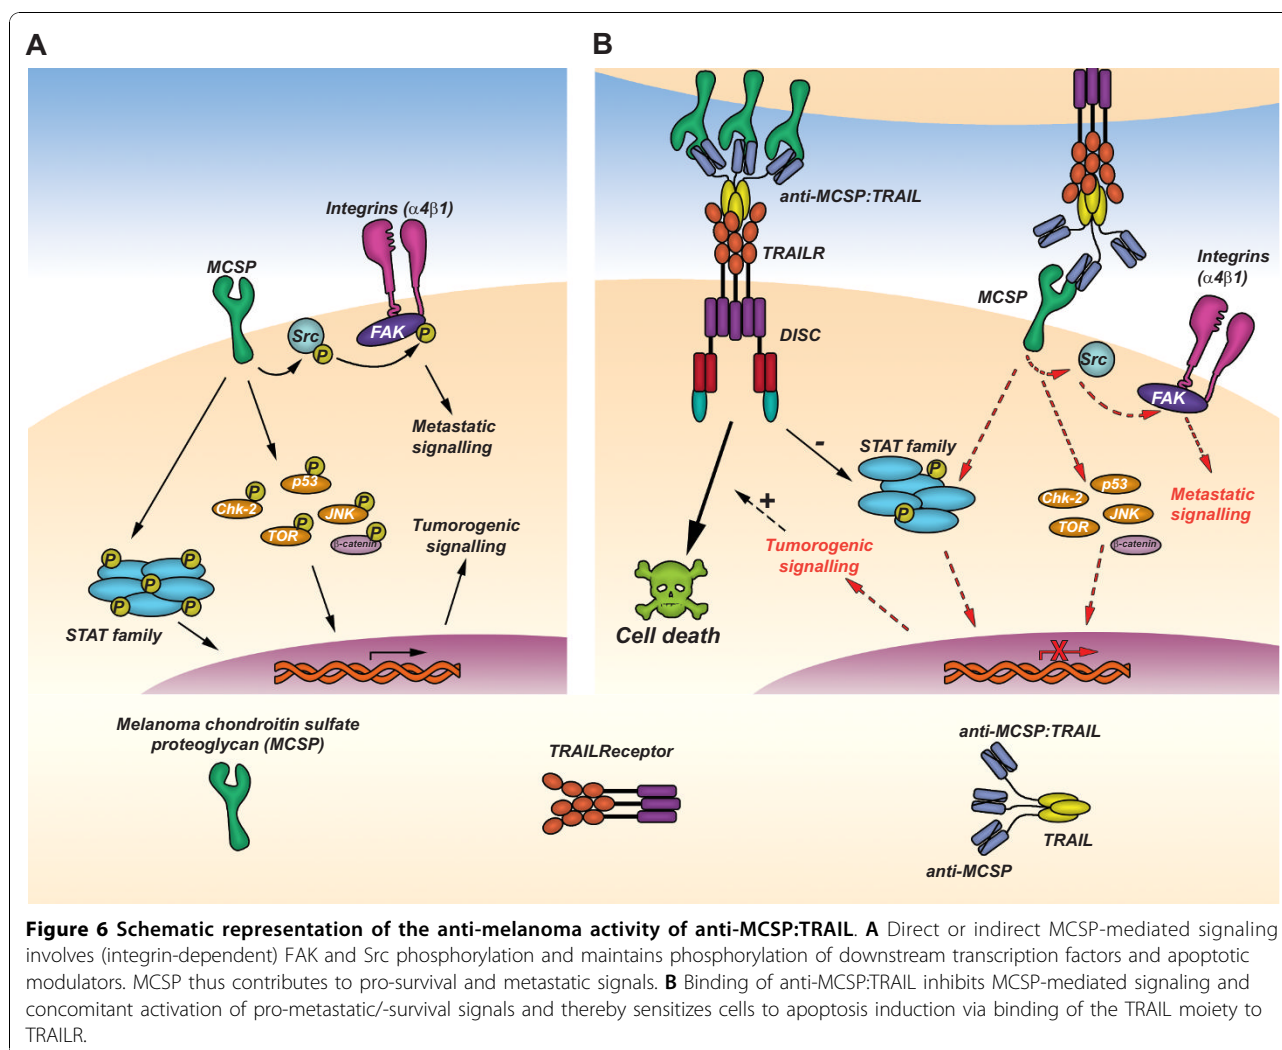 A
Integrins (α4β1)
MCSP
Src
P
FAK
P
Metastatic
signalling
P
p53
P
Chk-2
P
JNK
P
TOR
P
β-catenin
Tumorogenic
signalling
P
P
P
P
P
STAT family
B
anti-MCSP:TRAIL
TRAILR
DISC
MCSP
Integrins
(α4β1)
Src
FAK
-
STAT family
P
P
+
Tumorogenic
signalling
p53
Chk-2
JNK
TOR
β-catenin
Metastatic
signalling
Cell death
X
Melanoma chondroitin sulfate
proteoglycan (MCSP)
TRAILReceptor
anti-MCSP:TRAIL
TRAIL
anti-MCSP
Figure 6 Schematic representation of the anti-melanoma activity of anti-MCSP:TRAIL. A Direct or indirect MCSP-mediated signaling
involves (integrin-dependent) FAK and Src phosphorylation and maintains phosphorylation of downstream transcription factors and apoptotic
modulators. MCSP thus contributes to pro-survival and metastatic signals. B Binding of anti-MCSP:TRAIL inhibits MCSP-mediated signaling and
concomitant activation of pro-metastatic/-survival signals and thereby sensitizes cells to apoptosis induction via binding of the TRAIL moiety to
TRAILR.